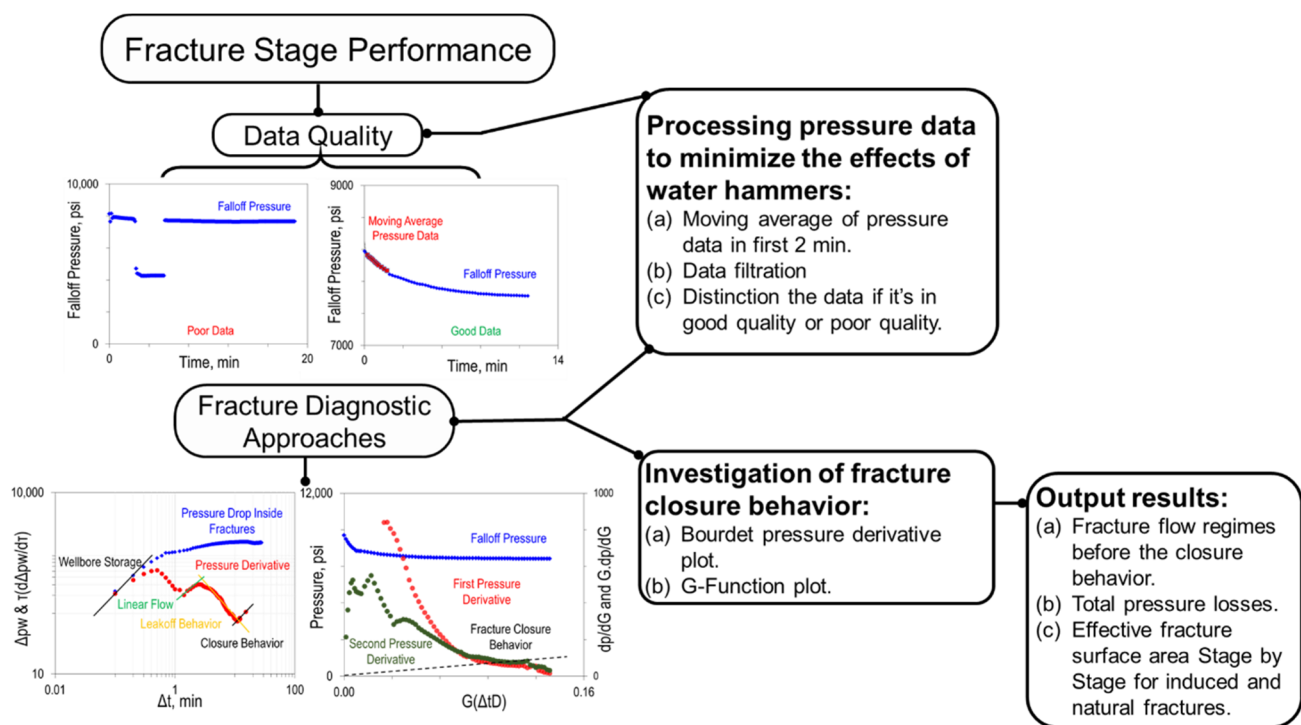 Fracture Stage Performance
Data Quality
10,000
Falloff Pressure, psi
Falloff Pressure
Poor Data
0
0
20
Time, min
9000
Falloff Pressure, psi
Moving Average
Pressure Data
Falloff Pressure
Good Data
7000
0
14
Time, min
Processing pressure data
to minimize the effects of
water hammers:
(a) Moving average of pressure
data in first 2 min.
(b) Data filtration
(c) Distinction the data if it's in
good quality or poor quality.
Fracture Diagnostic
Approaches
10,000
Δpw & τ(dΔpw/dτ)
Pressure Drop Inside
Fractures
Wellbore Storage
Pressure Derivative
Linear Flow
Leakoff Behavior
Closure Behavior
10
0.01
1
100
Δt, min
12,000
1000
Pressure, psi
Falloff Pressure
First Pressure
Derivative
Fracture Closure
Behavior
Second Pressure
Derivative
dp/dG and G.dp/dG
0
0
0.00
0.16
G(ΔtD)
Investigation of fracture
closure behavior:
(a) Bourdet pressure derivative
plot.
(b) G-Function plot.
Output results:
(a) Fracture flow regimes
before the closure
behavior.
(b) Total pressure losses.
(c) Effective fracture
surface area Stage by
Stage for induced and
natural fractures.